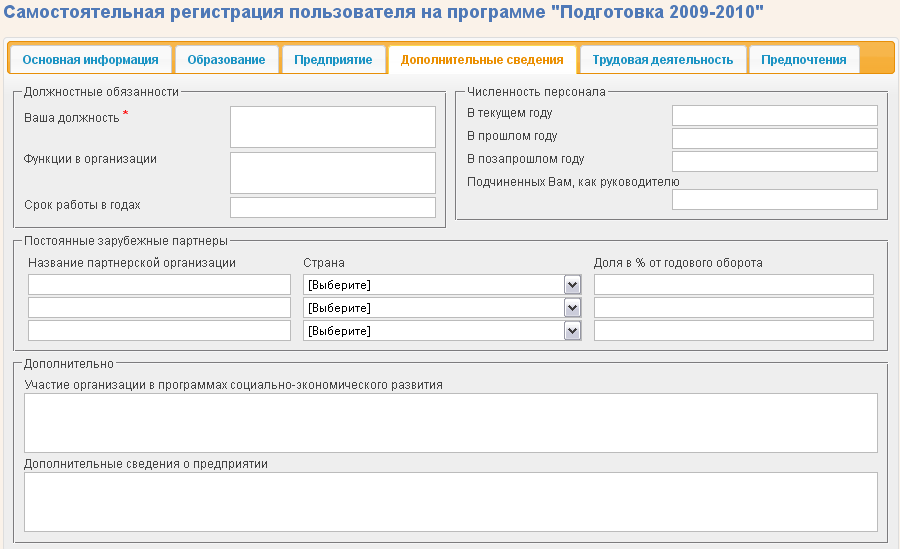 Самостоятельная регистрация пользователя на программе "Подготовка 2009-2010"
Основная информация Образование Предприятие Дополнительные сведения Трудовая деятельность Предпочтения
Должностные обязанности
Ваша должность *
Функции в организации
Срок работы в годах
Численность персонала
В текущем году
В прошлом году
В позапрошлом году
Подчиненных Вам, как руководителю
Постоянные зарубежные партнеры
Название партнерской организации Страна Доля в % от годового оборота
[Выберите]
[Выберите]
[Выберите]
Дополнительно
Участие организации в программах социально-экономического развития
Дополнительные сведения о предприятии